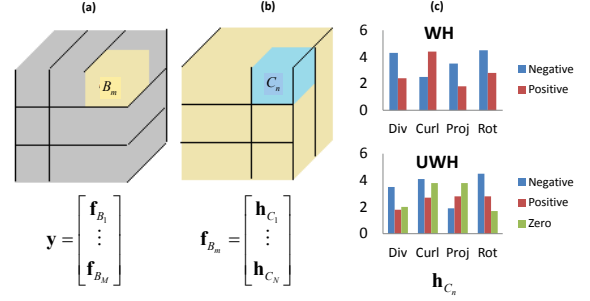 (a)
B_m
y = [f_{B_1} ⋮ f_{B_M}]
(b)
C_n
f_{B_m} = [h_{C_1} ⋮ h_{C_N}]
(c)
WH
6
4
2
0
Div Curl Proj Rot
Negative
Positive
UWH
6
4
2
0
Div Curl Proj Rot
Negative
Positive
Zero
h_{C_n}